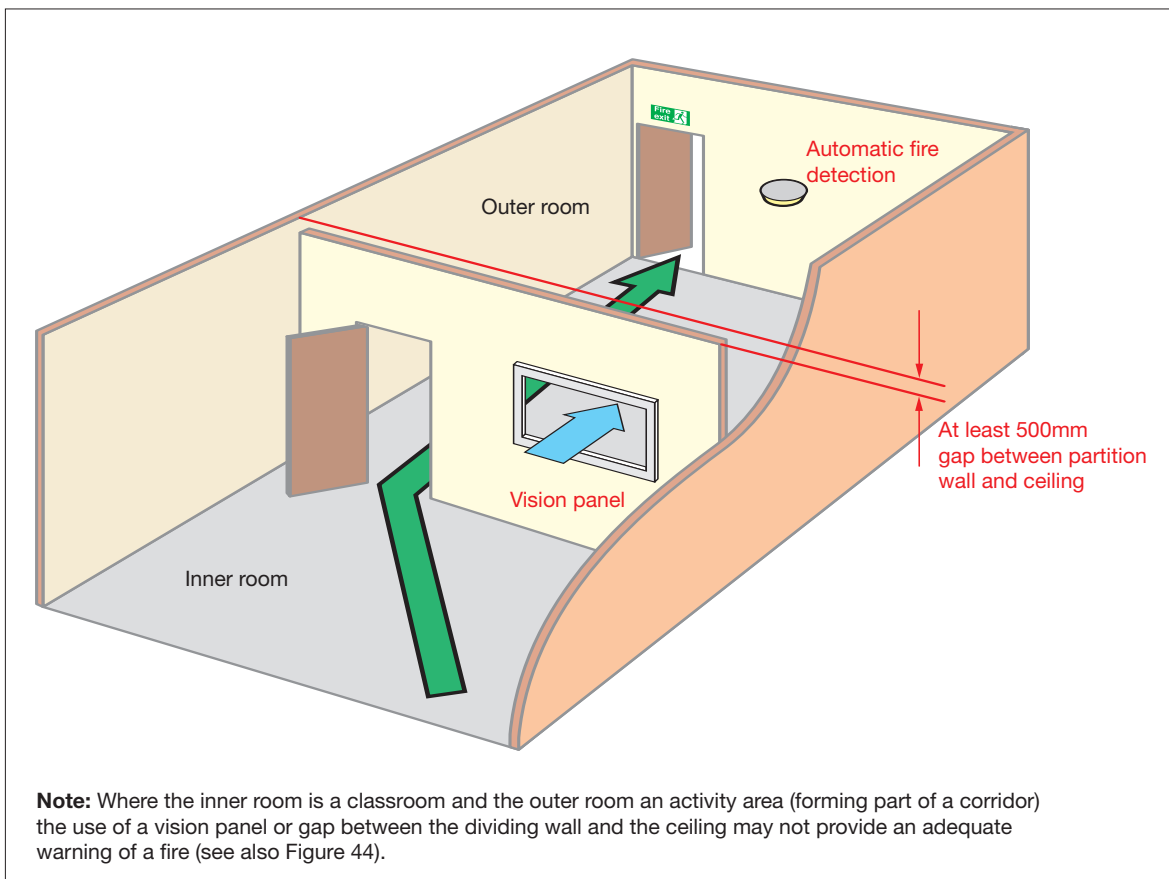 Fire
exit
Automatic fire
detection
Outer room
At least 500mm
gap between partition
wall and ceiling
Vision panel
Inner room
Note: Where the inner room is a classroom and the outer room an activity area (forming part of a corridor)
the use of a vision panel or gap between the dividing wall and the ceiling may not provide an adequate
warning of a fire (see also Figure 44).